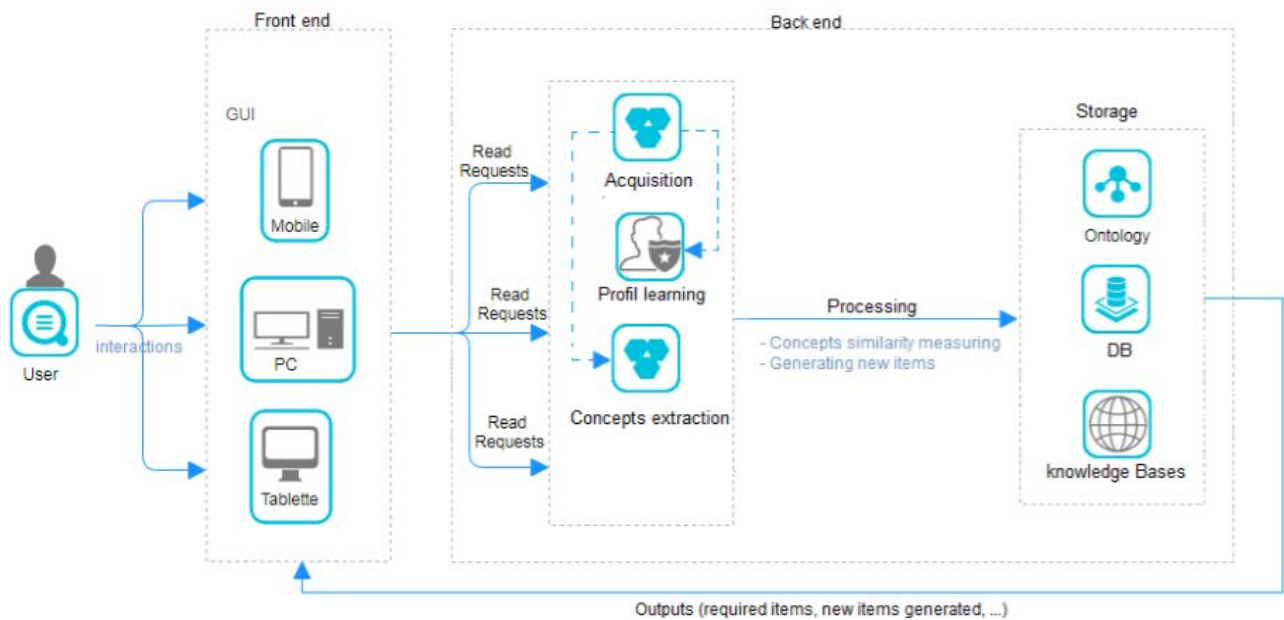 Front end
Back end
GUI
Storage
Read
Requests
Acquisition
Mobile
Ontology
Profil learning
Read
Requests
Processing
interactions
- Concepts similarity measuring
- Generating new items
PC
DB
User
Concepts extraction
Read
Requests
knowledge Bases
Tablette
Outputs (required items, new items generated, ...)